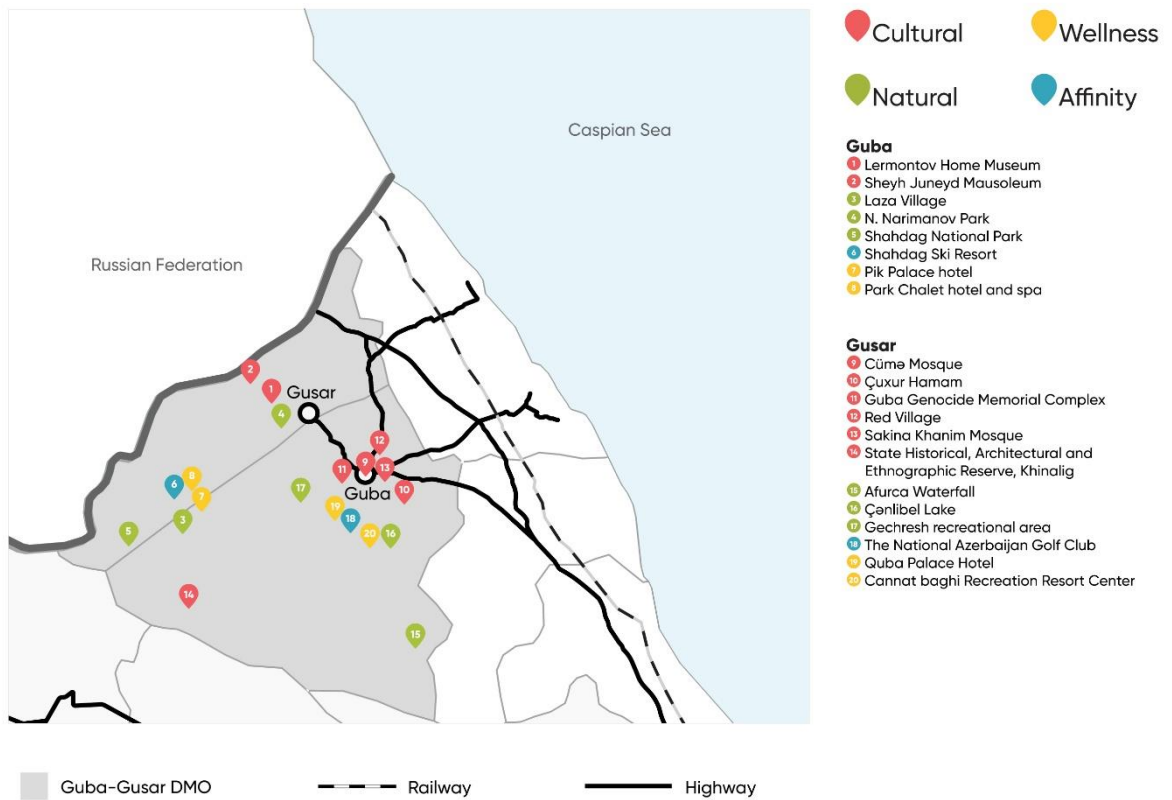 Cultural
Wellness
Natural
Affinity
Caspian Sea
Russian Federation
Gusar
Guba
2
1
4
12
9
11
13
10
17
19
18
20
16
8
6
7
3
5
14
15
Guba
1 Lermontov Home Museum
2 Sheyh Juneyd Mausoleum
3 Laza Village
4 N. Narimanov Park
5 Shahdag National Park
6 Shahdag Ski Resort
7 Pik Palace hotel
8 Park Chalet hotel and spa
Gusar
9 Cümə Mosque
10 Çuxur Hamam
11 Guba Genocide Memorial Complex
12 Red Village
13 Sakina Khanim Mosque
14 State Historical, Architectural and
Ethnographic Reserve, Khinalig
15 Afurca Waterfall
16 Çənlibel Lake
17 Gechresh recreational area
18 The National Azerbaijan Golf Club
19 Quba Palace Hotel
20 Cannat baghi Recreation Resort Center
Guba-Gusar DMO
Railway
Highway